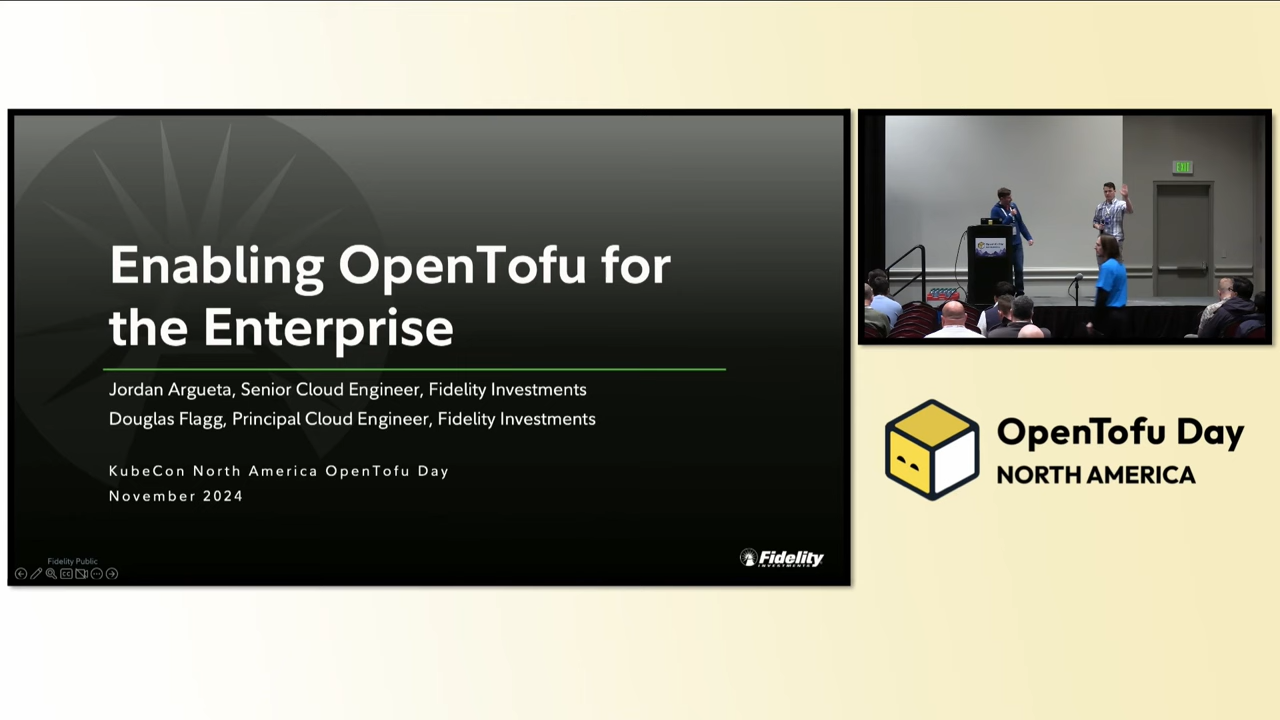 Enabling OpenTofu for
the Enterprise
Jordan Argueta, Senior Cloud Engineer, Fidelity Investments
Douglas Flagg, Principal Cloud Engineer, Fidelity Investments
KubeCon North America OpenTofu Day
November 2024
Fidelity Public
Fidelity
INVESTMENTS
EXIT
OpenTofu Day
NORTH AMERICA